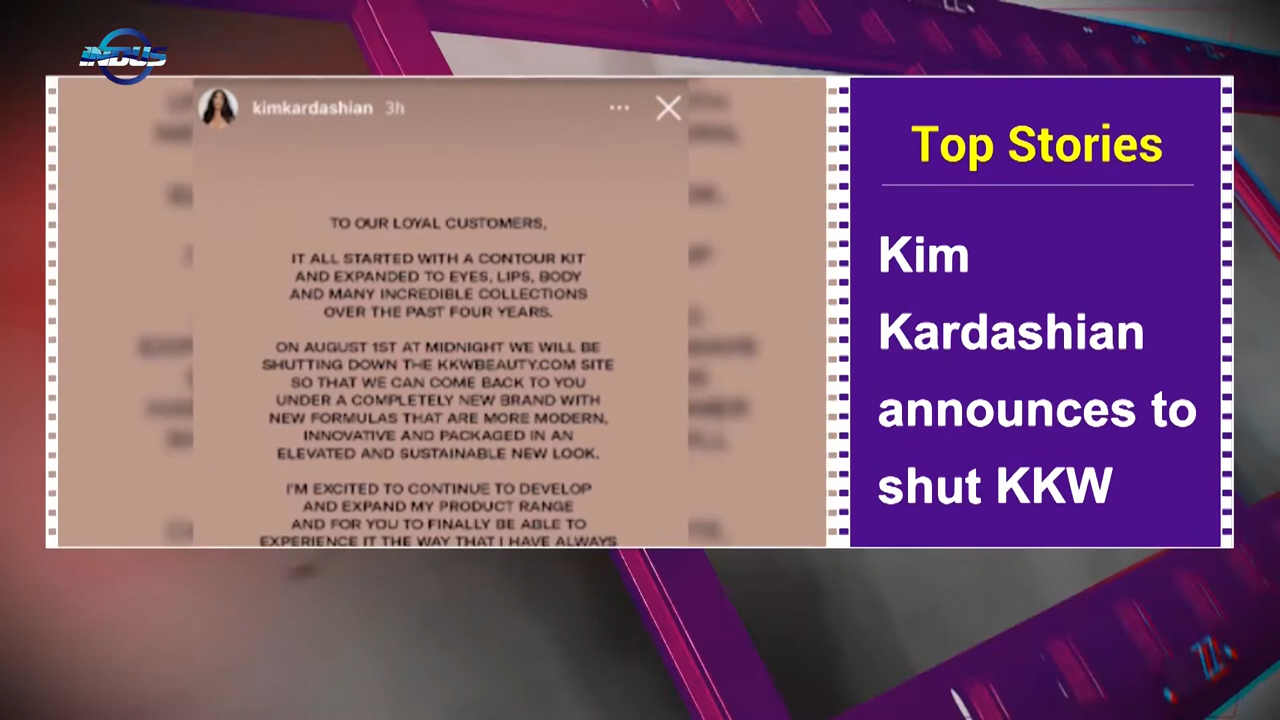 INDUS
kimkardashian 3h
TO OUR LOYAL CUSTOMERS,
IT ALL STARTED WITH A CONTOUR KIT
AND EXPANDED TO EYES, LIPS, BODY
AND MANY INCREDIBLE COLLECTIONS
OVER THE PAST FOUR YEARS.
ON AUGUST 1ST AT MIDNIGHT WE WILL BE
SHUTTING DOWN THE KKWBEAUTY.COM SITE
SO THAT WE CAN COME BACK TO YOU
UNDER A COMPLETELY NEW BRAND WITH
NEW FORMULAS THAT ARE MORE MODERN,
INNOVATIVE AND PACKAGED IN AN
ELEVATED AND SUSTAINABLE NEW LOOK.
I'M EXCITED TO CONTINUE TO DEVELOP
AND EXPAND MY PRODUCT RANGE
AND FOR YOU TO FINALLY BE ABLE TO
EXPERIENCE IT THE WAY THAT I HAVE ALWAYS
Top Stories
Kim
Kardashian
announces to
shut KKW